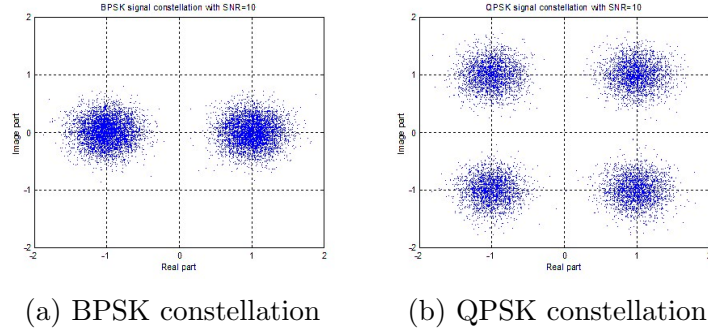 BPSK signal constellation with SNR=10
2
1
0
-1
-2
-2
-1
0
1
2
Image part
Real part
(a) BPSK constellation
QPSK signal constellation with SNR=10
2
1
0
-1
-2
-2
-1
0
1
2
Image part
Real part
(b) QPSK constellation